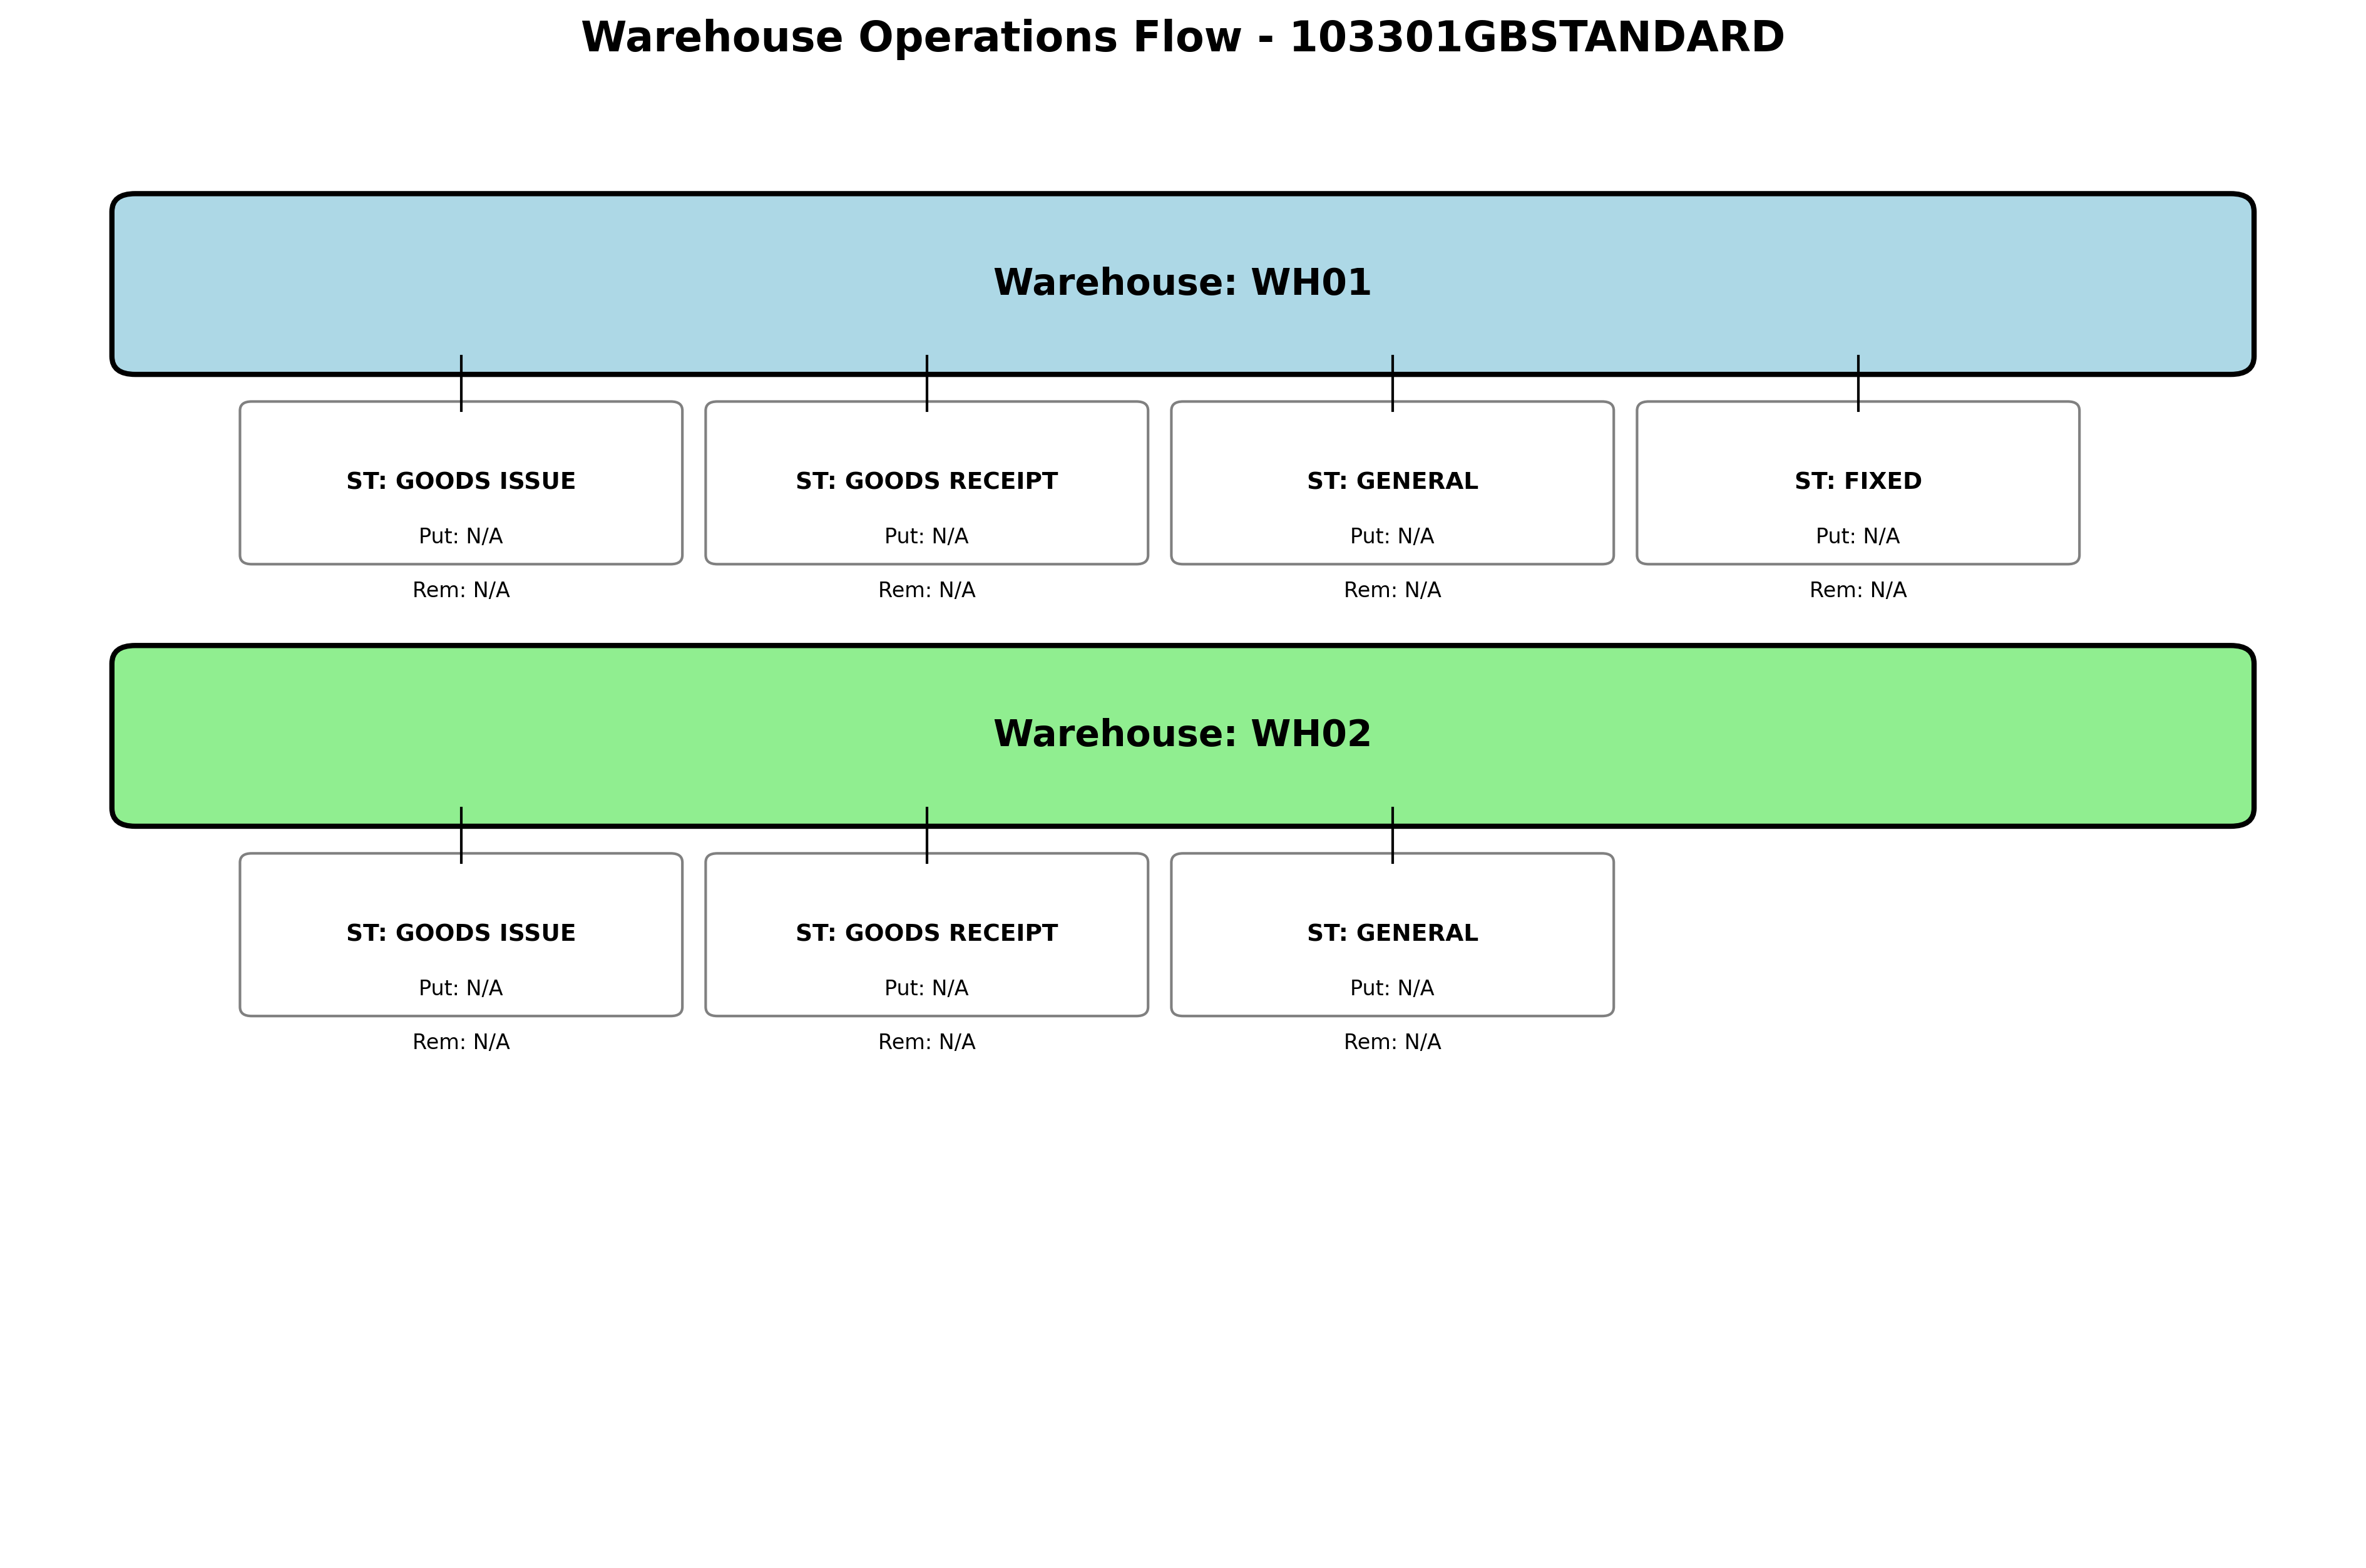 Warehouse Operations Flow - 103301GBSTANDARD
Warehouse: WH01
ST: GOODS ISSUE
Put: N/A
Rem: N/A
ST: GOODS RECEIPT
Put: N/A
Rem: N/A
ST: GENERAL
Put: N/A
Rem: N/A
ST: FIXED
Put: N/A
Rem: N/A
Warehouse: WH02
ST: GOODS ISSUE
Put: N/A
Rem: N/A
ST: GOODS RECEIPT
Put: N/A
Rem: N/A
ST: GENERAL
Put: N/A
Rem: N/A